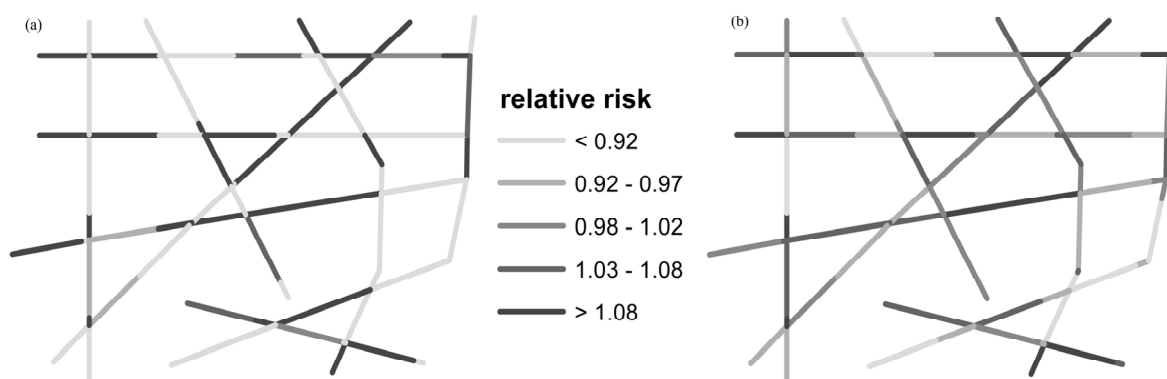 (a)
(b)
relative risk
< 0.92
0.92 - 0.97
0.98 - 1.02
1.03 - 1.08
> 1.08